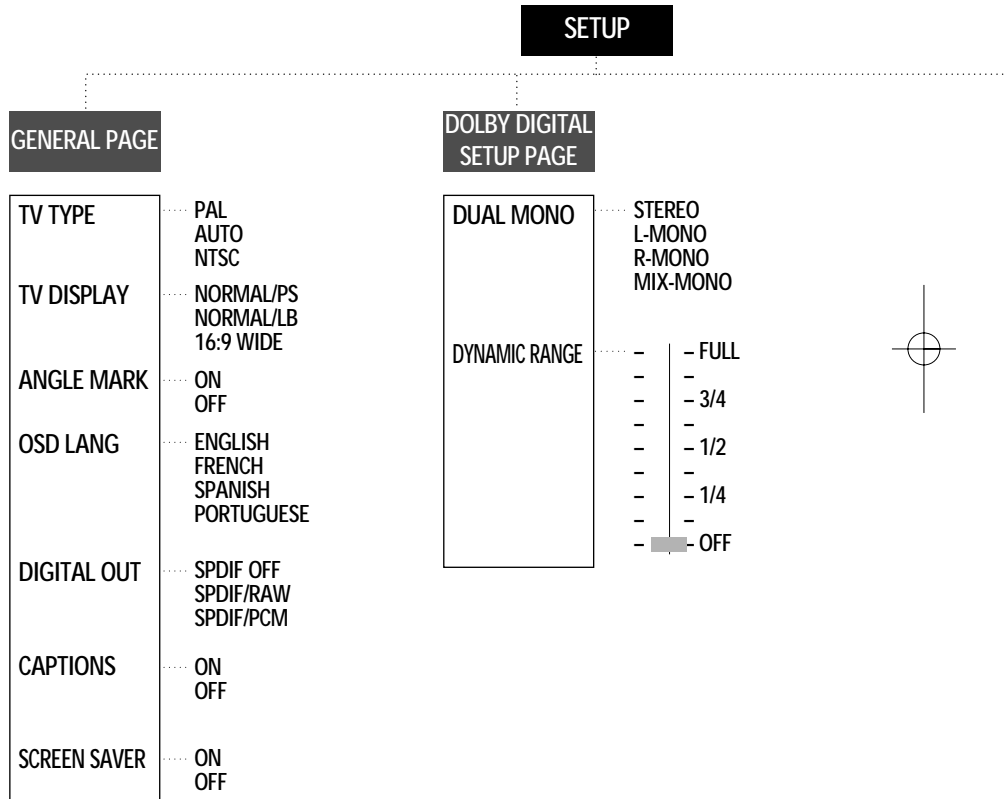 SETUP
GENERAL PAGE
TV TYPE
PAL
AUTO
NTSC
TV DISPLAY
NORMAL/PS
NORMAL/LB
16:9 WIDE
ANGLE MARK
ON
OFF
OSD LANG
ENGLISH
FRENCH
SPANISH
PORTUGUESE
DIGITAL OUT
SPDIF OFF
SPDIF/RAW
SPDIF/PCM
CAPTIONS
ON
OFF
SCREEN SAVER
ON
OFF
DOLBY DIGITAL
SETUP PAGE
DUAL MONO
STEREO
L-MONO
R-MONO
MIX-MONO
DYNAMIC RANGE
FULL
3/4
1/2
1/4
OFF